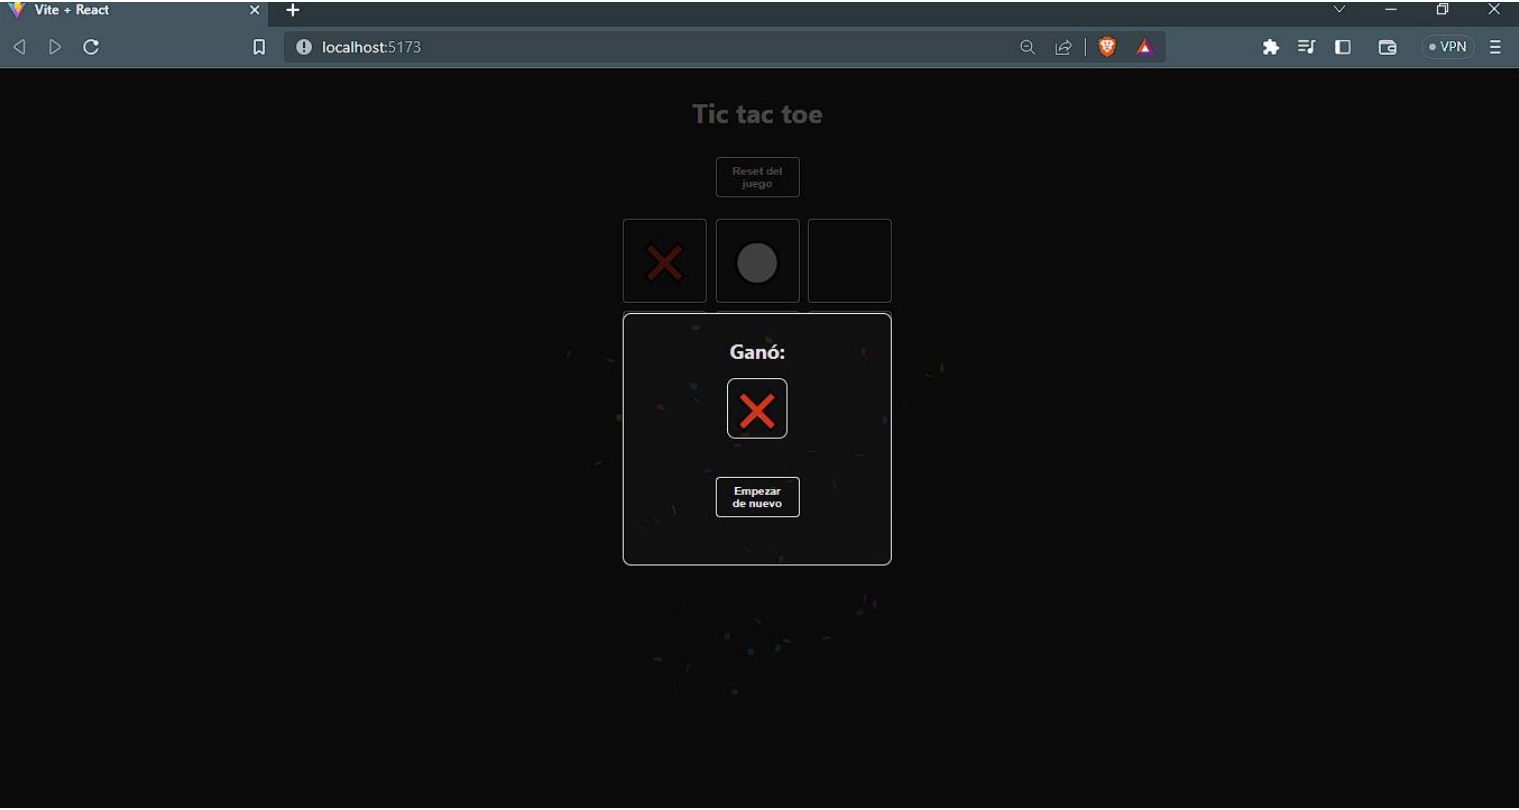 Vite + React
localhost:5173
VPN
Tic tac toe
Reset del
juego
Ganó:
Empezar
de nuevo